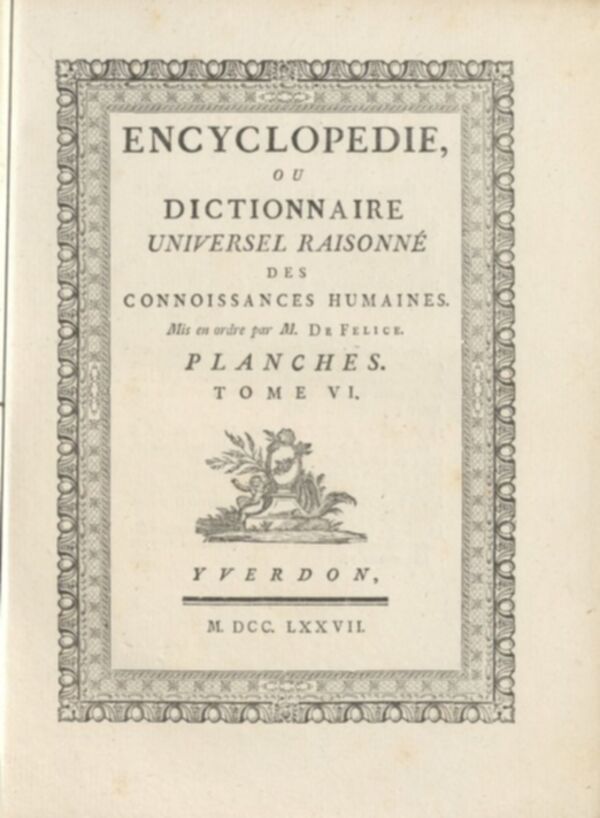 ENCYCLOPEDIE,
OU
DICTIONNAIRE
UNIVERSEL RAISONNÉ
DES
CONNOISSANCES HUMAINES.
Mis en ordre par M. DE FELICE.
PLANCHES.
TOME VI.
YVERDON,
M. DCC. LXXVII.